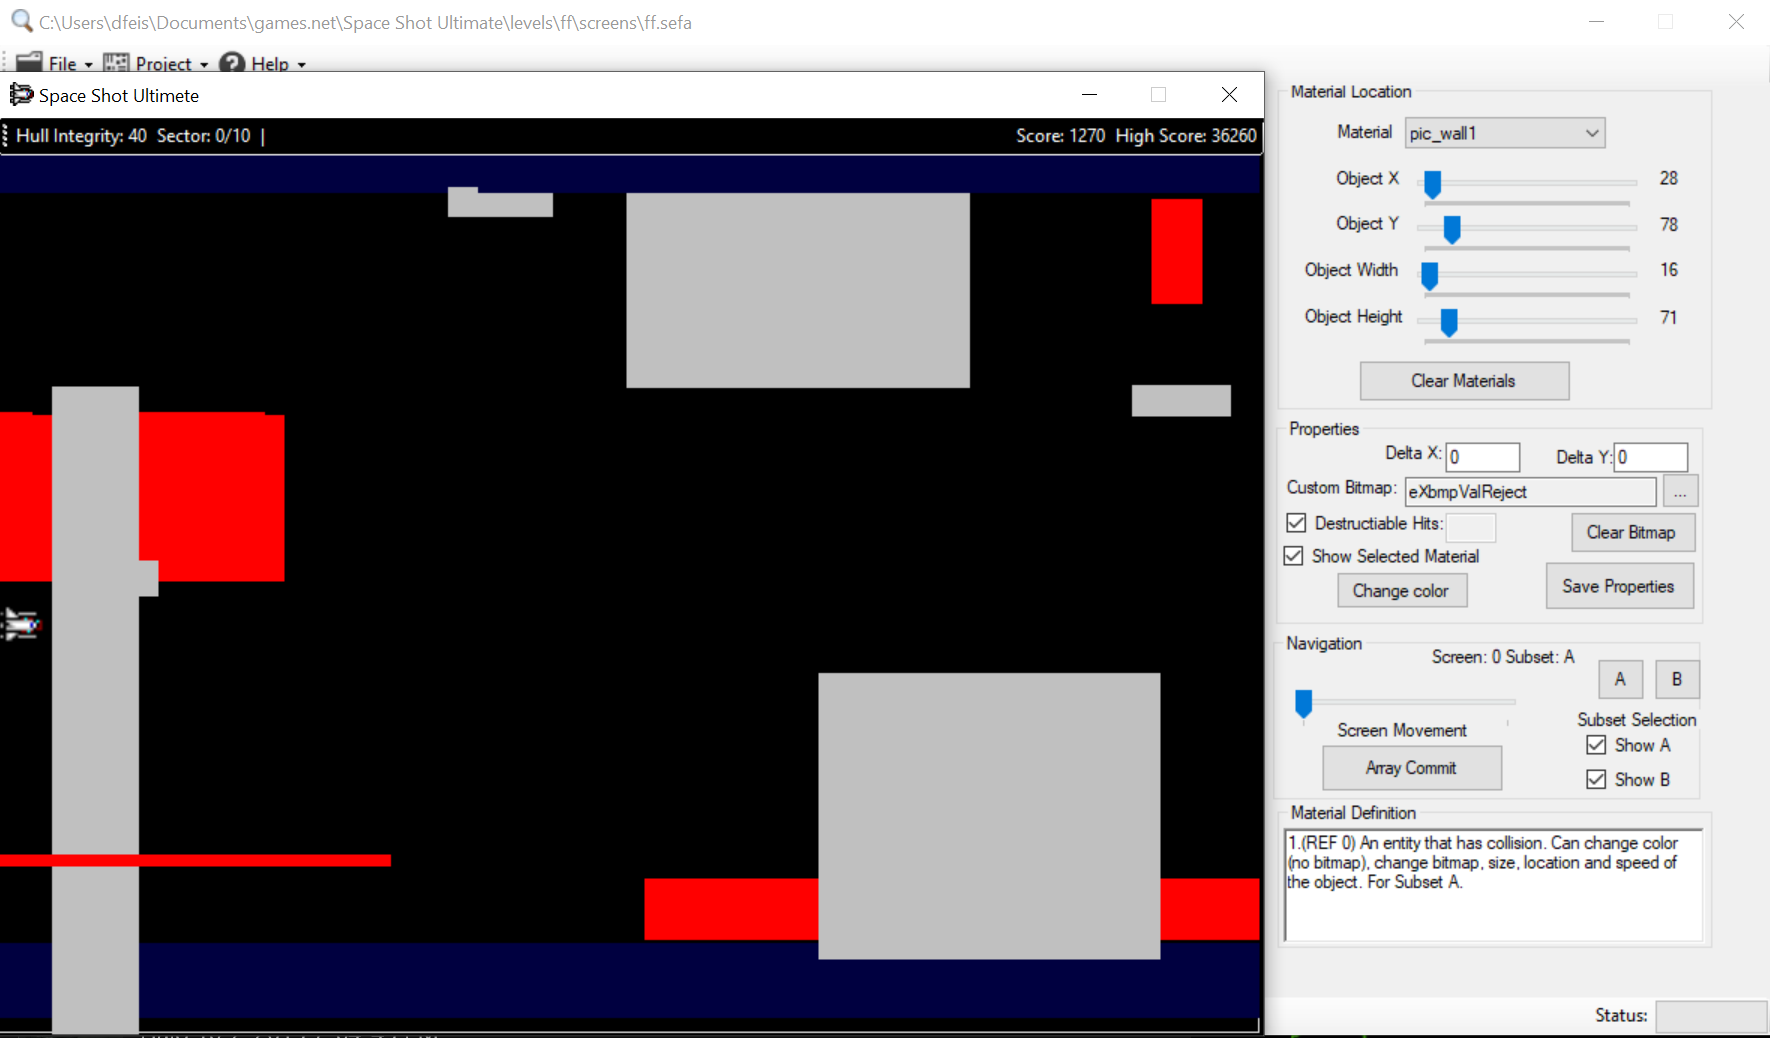 C:\Users\dfeis\Documents\games.net\Space Shot Ultimate\levels\ff\screens\ff.sefa
File Project Help
Space Shot Ultimete
Hull Integrity: 40 Sector: 0/10 | Score: 1270 High Score: 36260
Material Location
Material pic_wall1
Object X 28
Object Y 78
Object Width 16
Object Height 71
Clear Materials
Properties
Delta X: 0 Delta Y: 0
Custom Bitmap: eXbmpValReject ...
Destructiable Hits:
Clear Bitmap
Show Selected Material
Change color
Save Properties
Navigation
Screen: 0 Subset: A
A B
Screen Movement
Subset Selection
Show A
Array Commit
Show B
Material Definition
1.(REF 0) An entity that has collision. Can change color
(no bitmap), change bitmap, size, location and speed of
the object. For Subset A.
Status: